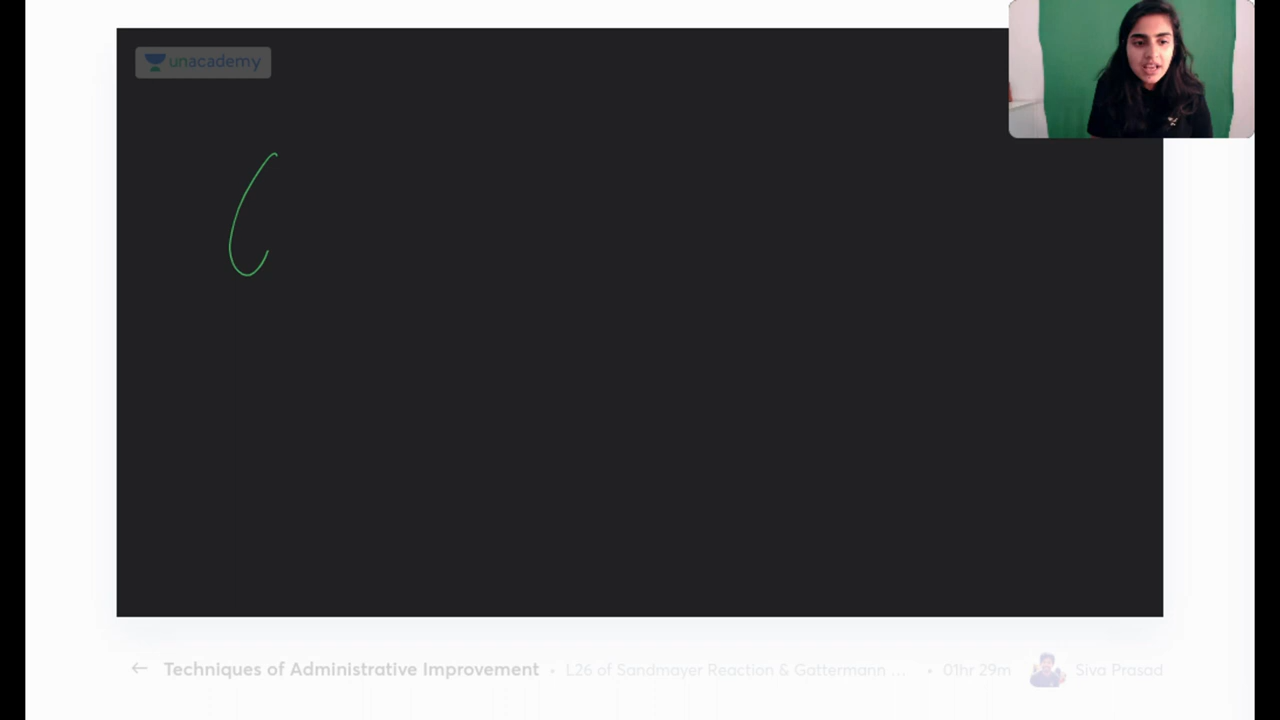 unacademy
Techniques of Administrative Improvement • L26 of Sandmayer Reaction & Gattermann ... • 01hr 29m Siva Prasad